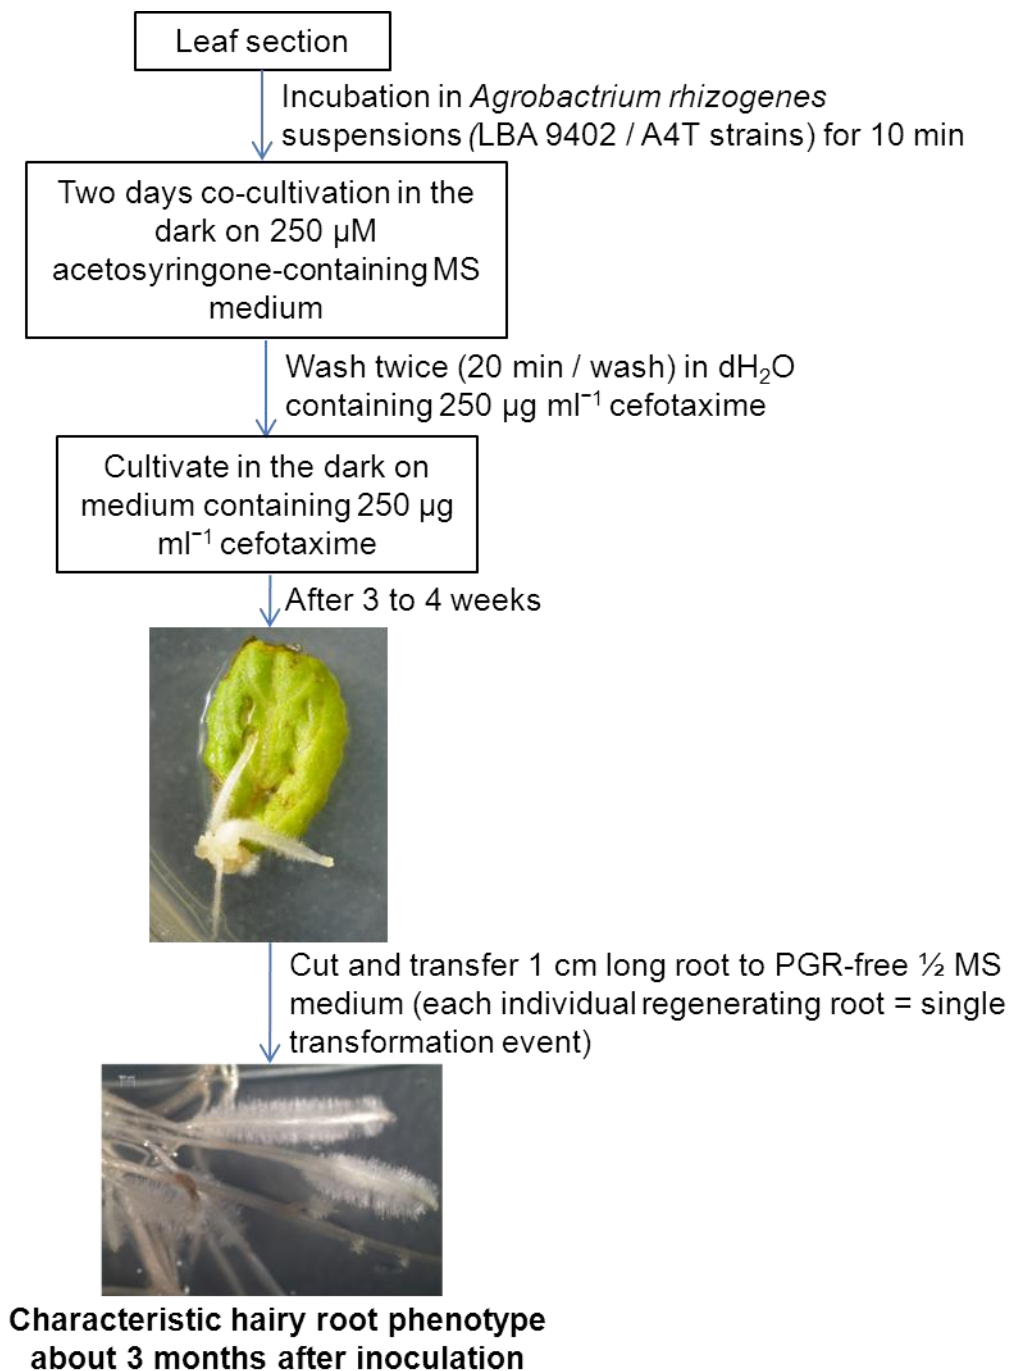 Leaf section
Incubation in Agrobactrium rhizogenes
suspensions (LBA 9402 / A4T strains) for 10 min
Two days co-cultivation in the
dark on 250 µM
acetosyringone-containing MS
medium
Wash twice (20 min / wash) in dH₂O
containing 250 µg ml⁻¹ cefotaxime
Cultivate in the dark on
medium containing 250 µg
ml⁻¹ cefotaxime
After 3 to 4 weeks
Cut and transfer 1 cm long root to PGR-free ½ MS
medium (each individual regenerating root = single
transformation event)
Characteristic hairy root phenotype
about 3 months after inoculation